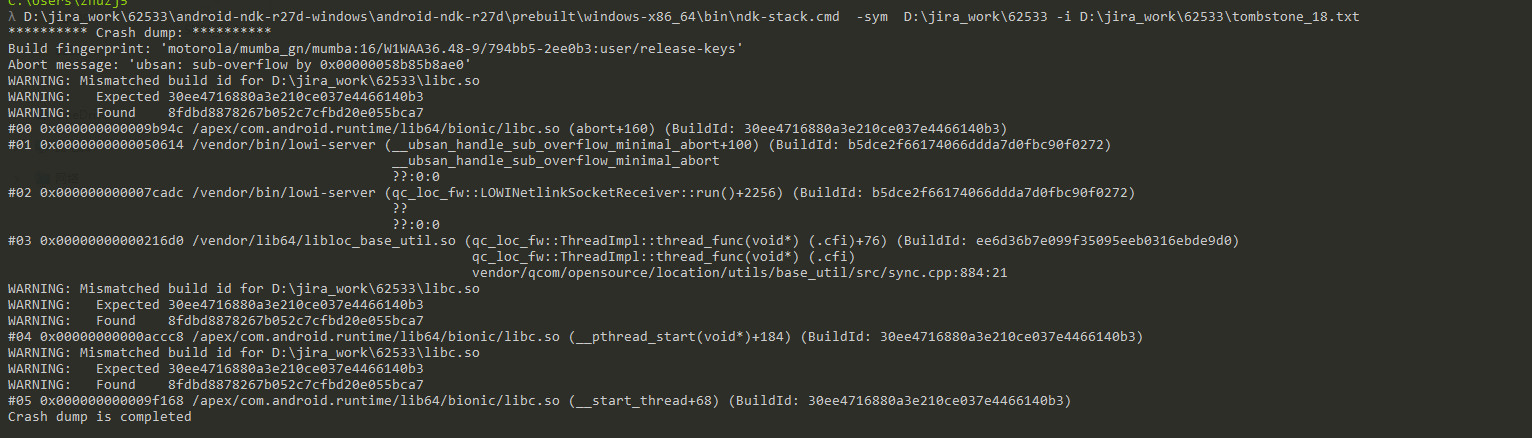 C:\Users\zhuzj5
λ D:\jira_work\62533\android-ndk-r27d-windows\android-ndk-r27d\prebuilt\windows-x86_64\bin\ndk-stack.cmd  -sym  D:\jira_work\62533 -i D:\jira_work\62533\tombstone_18.txt
********** Crash dump: **********
Build fingerprint: 'motorola/mumba_gn/mumba:16/W1WAA36.48-9/794bb5-2ee0b3:user/release-keys'
Abort message: 'ubsan: sub-overflow by 0x00000058b85b8ae0'
WARNING: Mismatched build id for D:\jira_work\62533\libc.so
WARNING:   Expected 30ee4716880a3e210ce037e4466140b3
WARNING:   Found    8fdbd8878267b052c7cfbd20e055bca7
#00 0x000000000009b94c /apex/com.android.runtime/lib64/bionic/libc.so (abort+160) (BuildId: 30ee4716880a3e210ce037e4466140b3)
#01 0x0000000000050614 /vendor/bin/lowi-server (__ubsan_handle_sub_overflow_minimal_abort+100) (BuildId: b5dce2f66174066ddda7d0fbc90f0272)
__ubsan_handle_sub_overflow_minimal_abort
??:0:0
#02 0x000000000007cadc /vendor/bin/lowi-server (qc_loc_fw::LOWINetlinkSocketReceiver::run()+2256) (BuildId: b5dce2f66174066ddda7d0fbc90f0272)
??
??:0:0
#03 0x00000000000216d0 /vendor/lib64/libloc_base_util.so (qc_loc_fw::ThreadImpl::thread_func(void*) (.cfi)+76) (BuildId: ee6d36b7e099f35095eeb0316ebde9d0)
qc_loc_fw::ThreadImpl::thread_func(void*) (.cfi)
vendor/qcom/opensource/location/utils/base_util/src/sync.cpp:884:21
WARNING: Mismatched build id for D:\jira_work\62533\libc.so
WARNING:   Expected 30ee4716880a3e210ce037e4466140b3
WARNING:   Found    8fdbd8878267b052c7cfbd20e055bca7
#04 0x00000000000accc8 /apex/com.android.runtime/lib64/bionic/libc.so (__pthread_start(void*)+184) (BuildId: 30ee4716880a3e210ce037e4466140b3)
WARNING: Mismatched build id for D:\jira_work\62533\libc.so
WARNING:   Expected 30ee4716880a3e210ce037e4466140b3
WARNING:   Found    8fdbd8878267b052c7cfbd20e055bca7
#05 0x000000000009f168 /apex/com.android.runtime/lib64/bionic/libc.so (__start_thread+68) (BuildId: 30ee4716880a3e210ce037e4466140b3)
Crash dump is completed